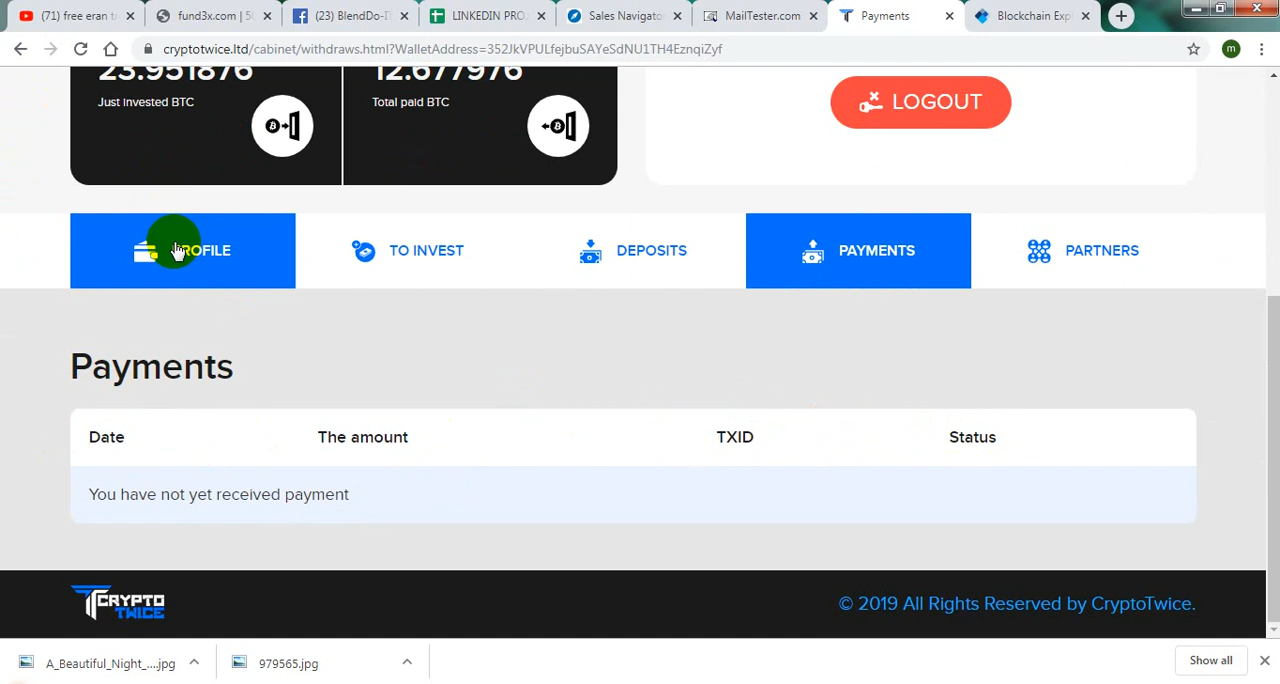 (71) free eran t
fund3x.com | 5
(23) BlendDo-I
LINKEDIN PRO
Sales Navigato
MailTester.com
Payments
Blockchain Exp
cryptotwice.ltd/cabinet/withdraws.html?WalletAddress=352JkVPULfejbuSAYeSdNU1TH4EznqiZyf
m
23.951876
12.677976
Just invested BTC
Total paid BTC
LOGOUT
PROFILE
TO INVEST
DEPOSITS
PAYMENTS
PARTNERS
Payments
Date
The amount
TXID
Status
You have not yet received payment
CRYPTO
TWICE
© 2019 All Rights Reserved by CryptoTwice.
A_Beautiful_Night_....jpg
979565.jpg
Show all